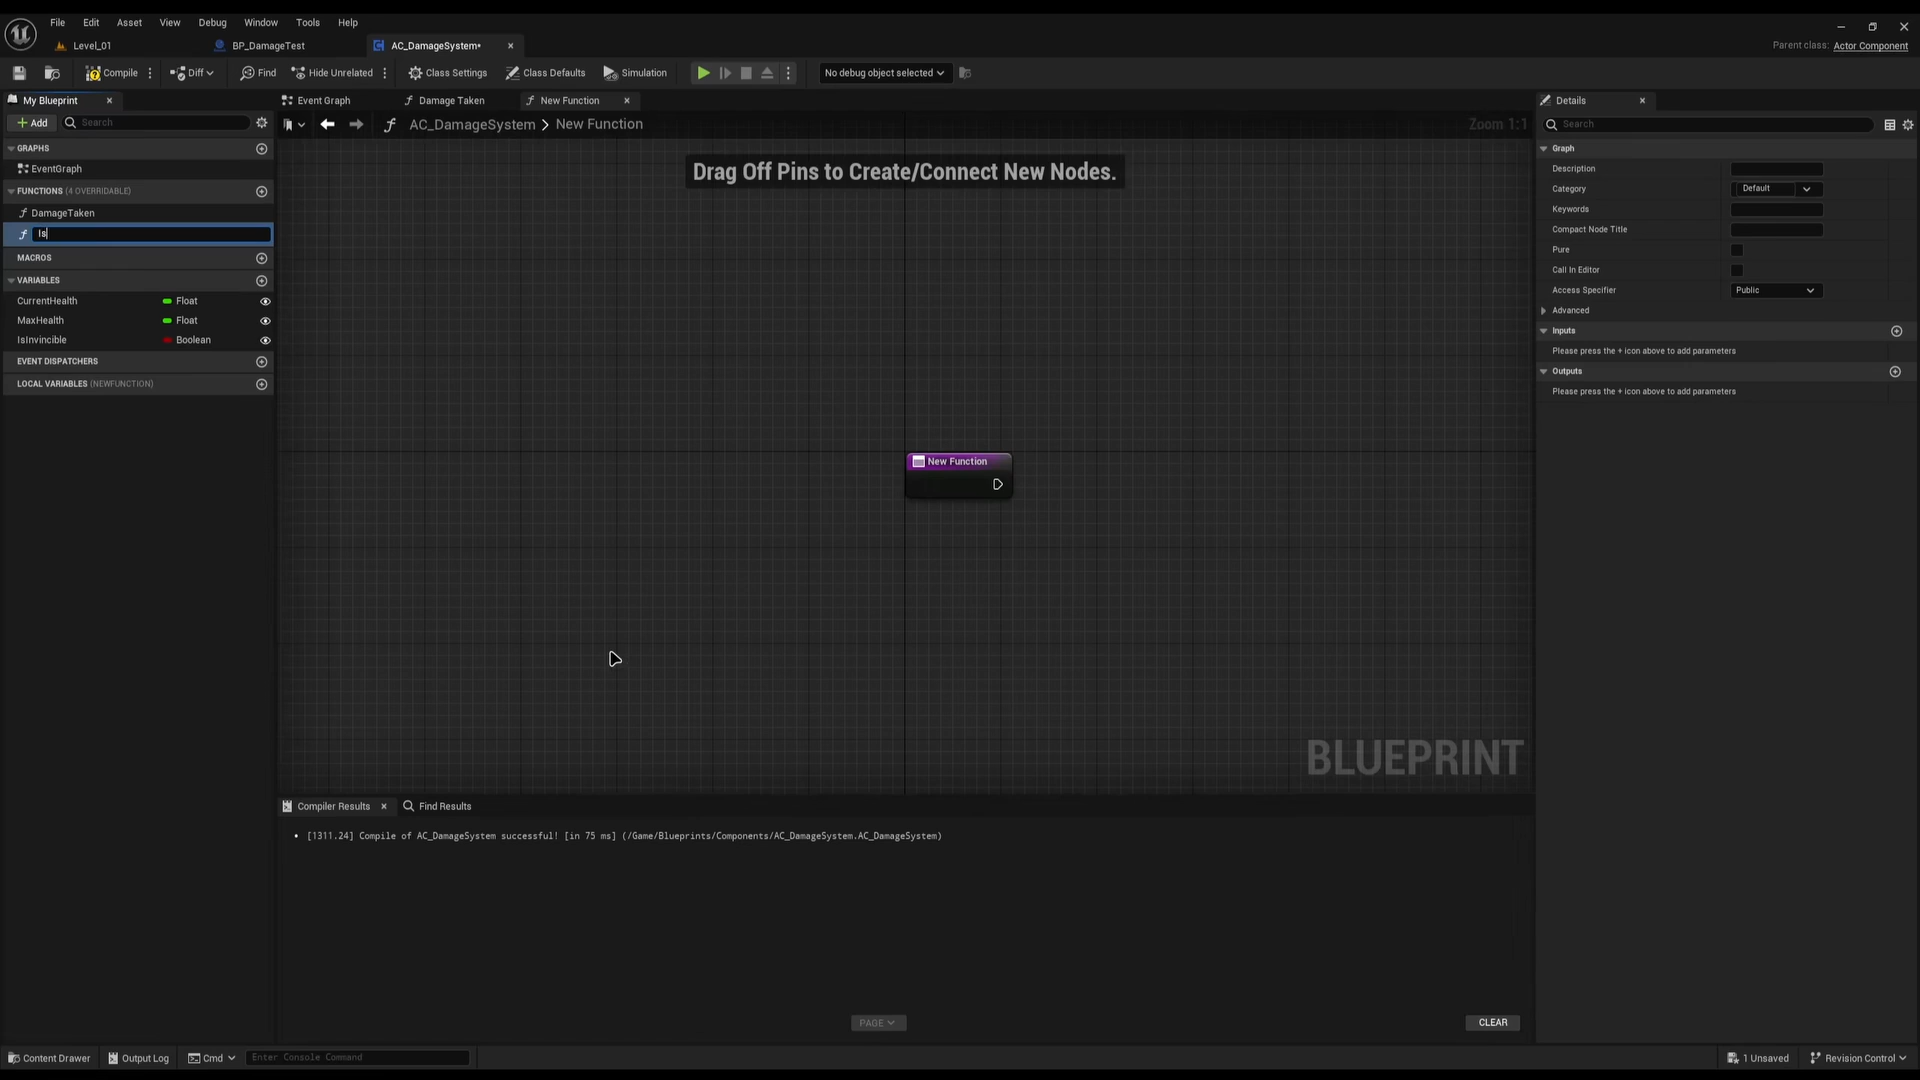 File Edit Asset View Debug Window Tools Help
Level_01 BP_DamageTest AC_DamageSystem*
Parent class: Actor Component
Compile Diff Find Hide Unrelated Class Settings Class Defaults Simulation No debug object selected
My Blueprint
Event Graph Damage Taken New Function
Details
+ Add Search
AC_DamageSystem > New Function
Zoom 1:1
Search
GRAPHS
EventGraph
FUNCTIONS (4 OVERRIDABLE)
DamageTaken
Is
MACROS
VARIABLES
CurrentHealth Float
MaxHealth Float
IsInvincible Boolean
EVENT DISPATCHERS
LOCAL VARIABLES (NEWFUNCTION)
Drag Off Pins to Create/Connect New Nodes.
New Function
BLUEPRINT
Graph
Description
Category Default
Keywords
Compact Node Title
Pure
Call In Editor
Access Specifier Public
Advanced
Inputs
Please press the + icon above to add parameters
Outputs
Please press the + icon above to add parameters
Compiler Results Find Results
• [1311.24] Compile of AC_DamageSystem successful! [in 75 ms] (/Game/Blueprints/Components/AC_DamageSystem.AC_DamageSystem)
PAGE
CLEAR
Content Drawer Output Log Cmd Enter Console Command
1 Unsaved Revision Control